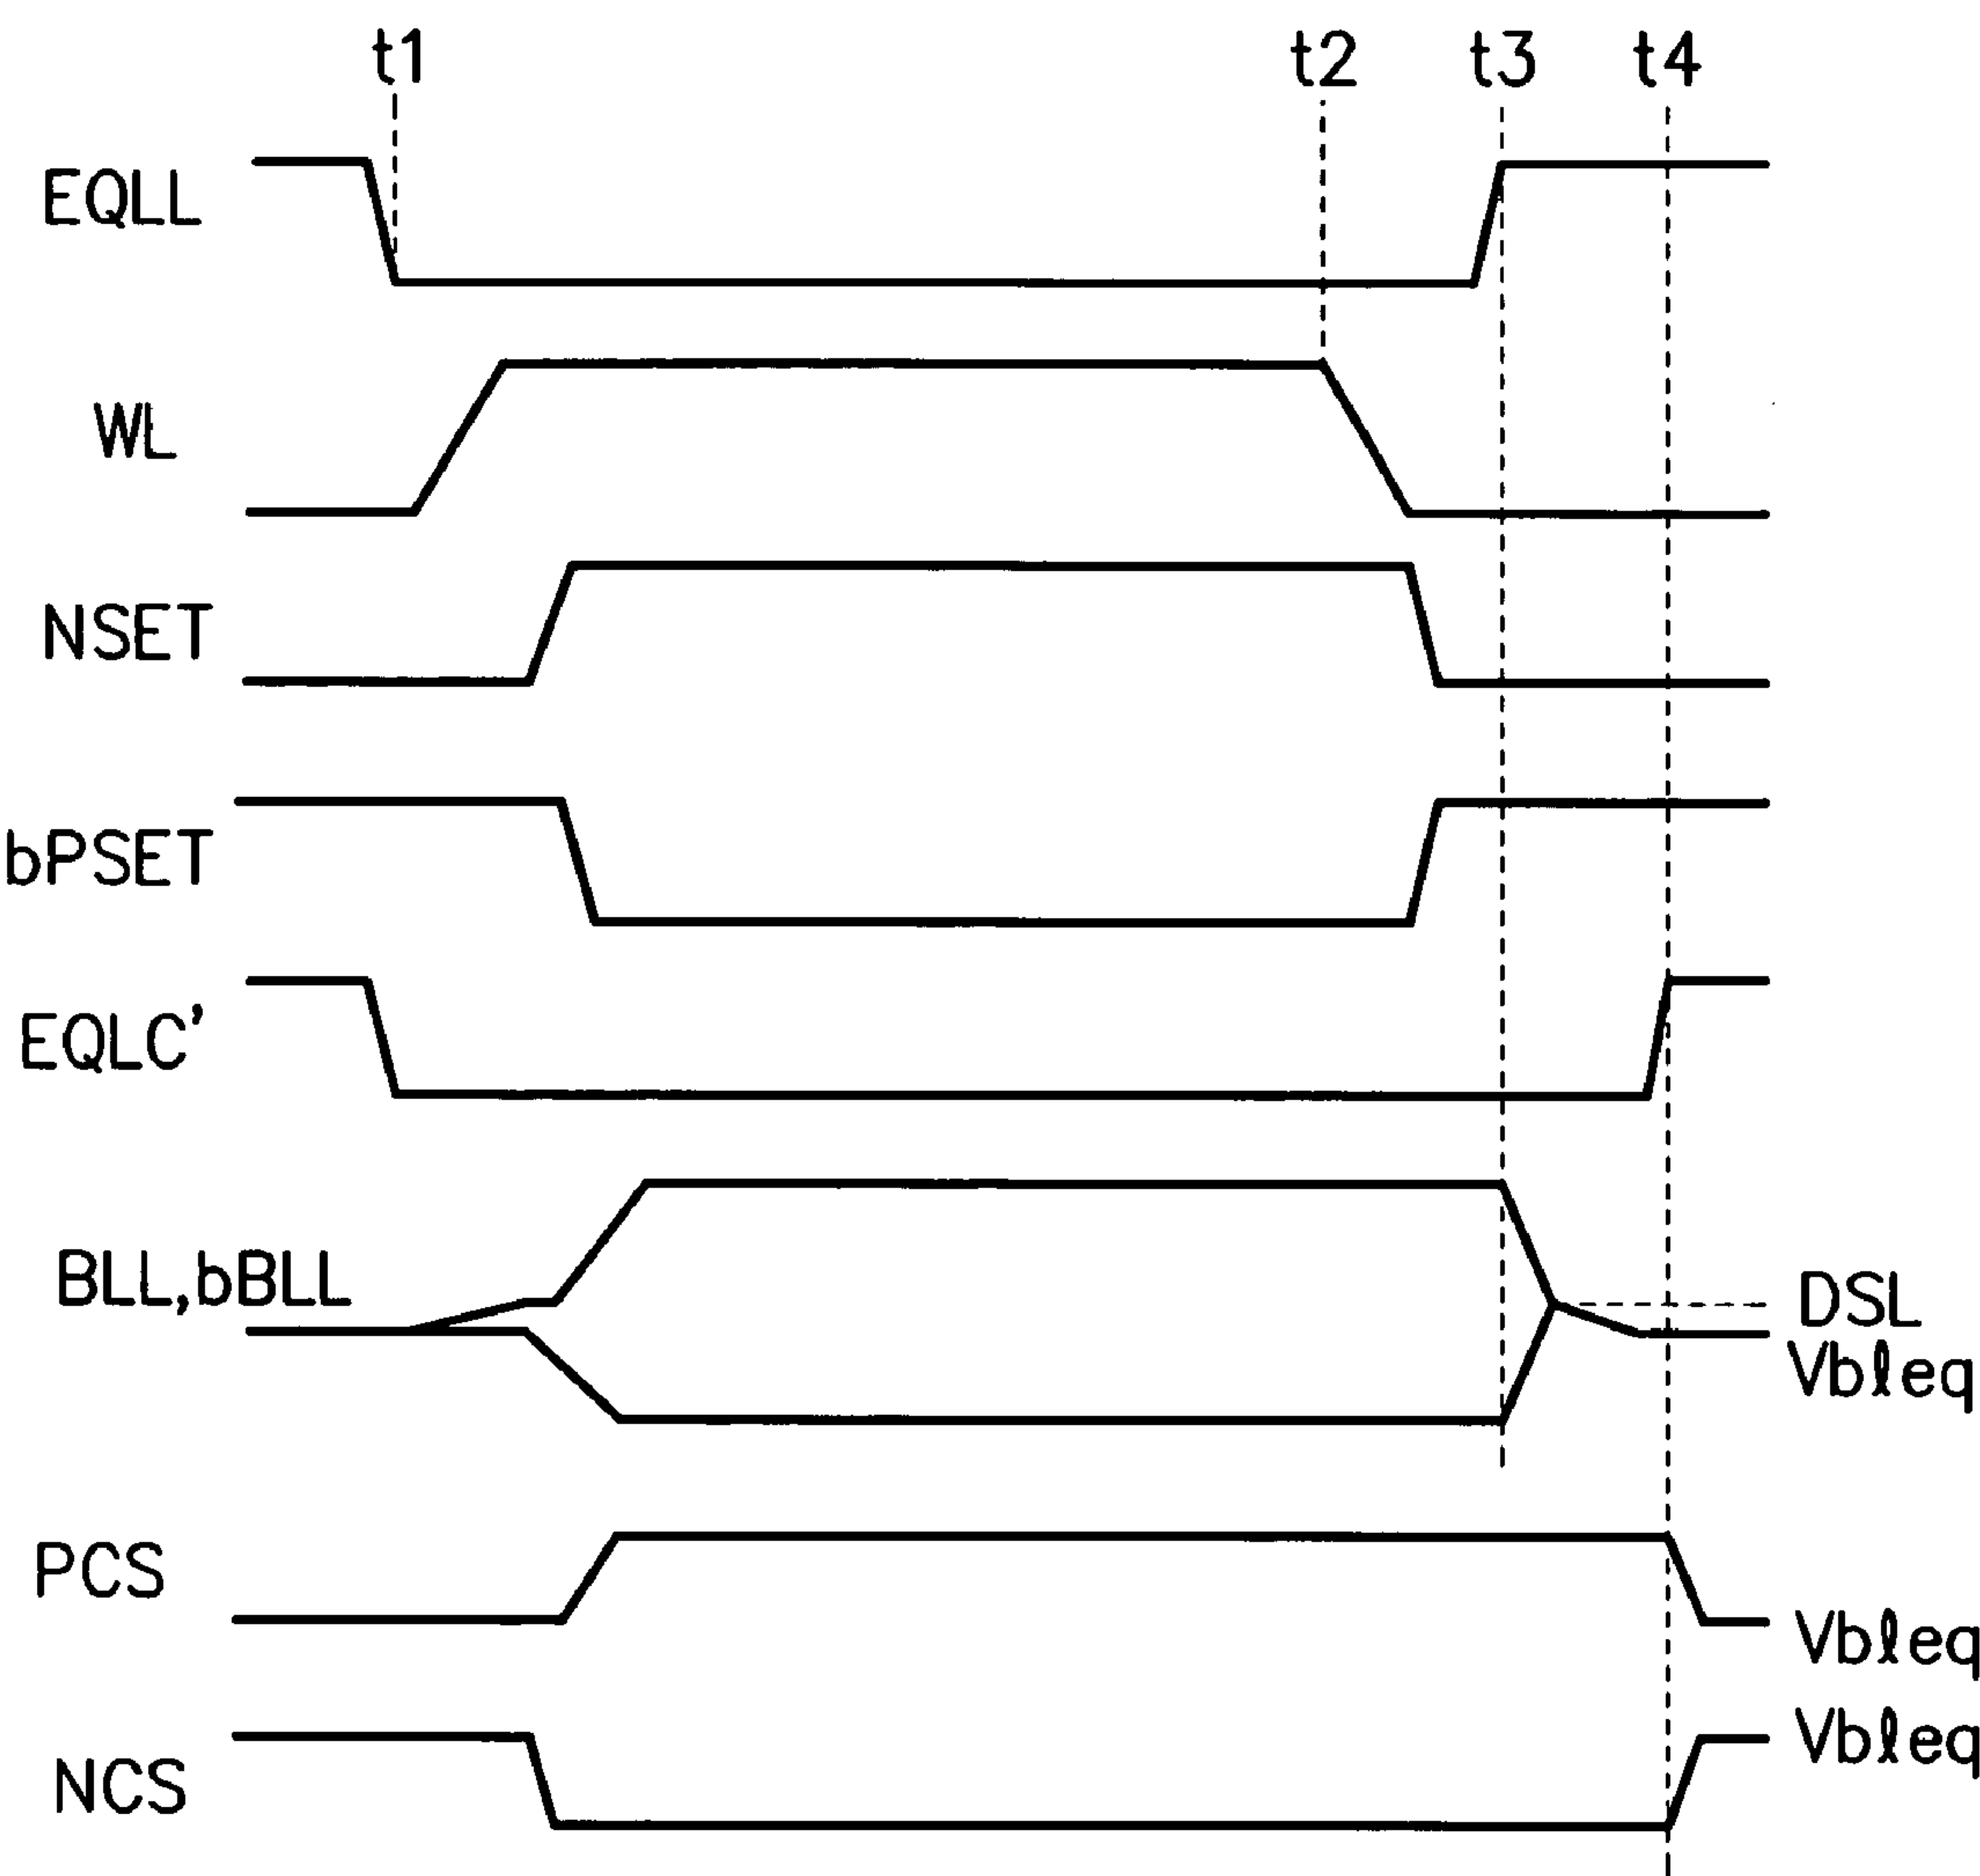 t1 t2 t3 t4
EQLL
WL
NSET
bPSET
EQLC'
BLL,bBLL
DSL
Vbleq
PCS
Vbleq
NCS
Vbleq